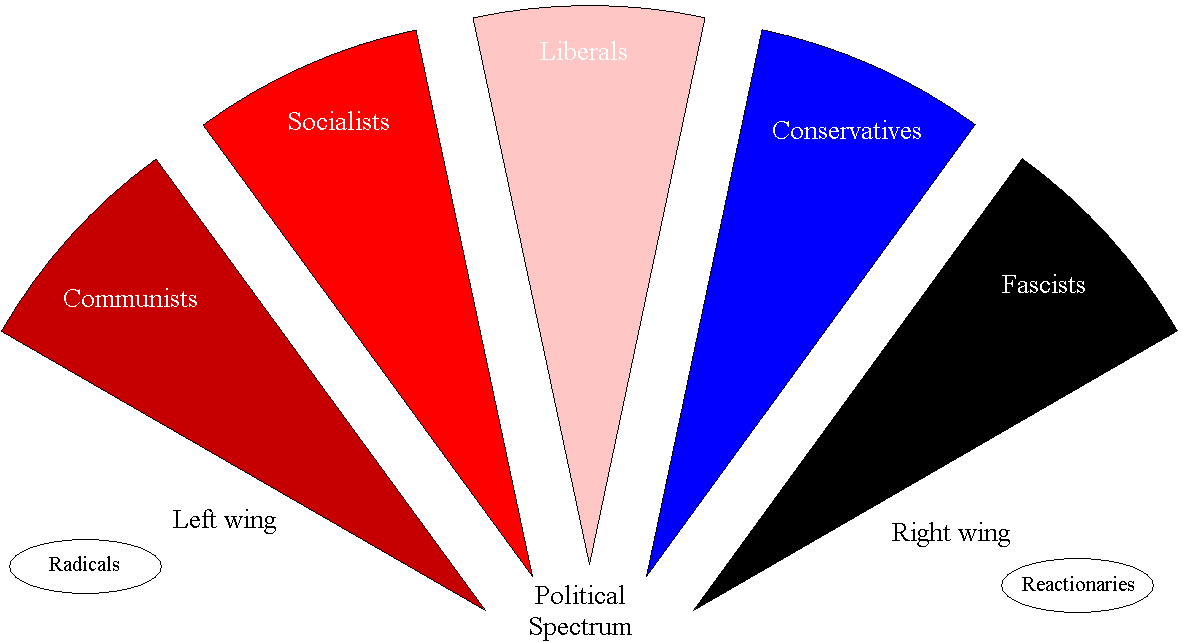 Liberals
Socialists
Conservatives
Communists
Fascists
Left wing
Right wing
Radicals
Reactionaries
Political
Spectrum